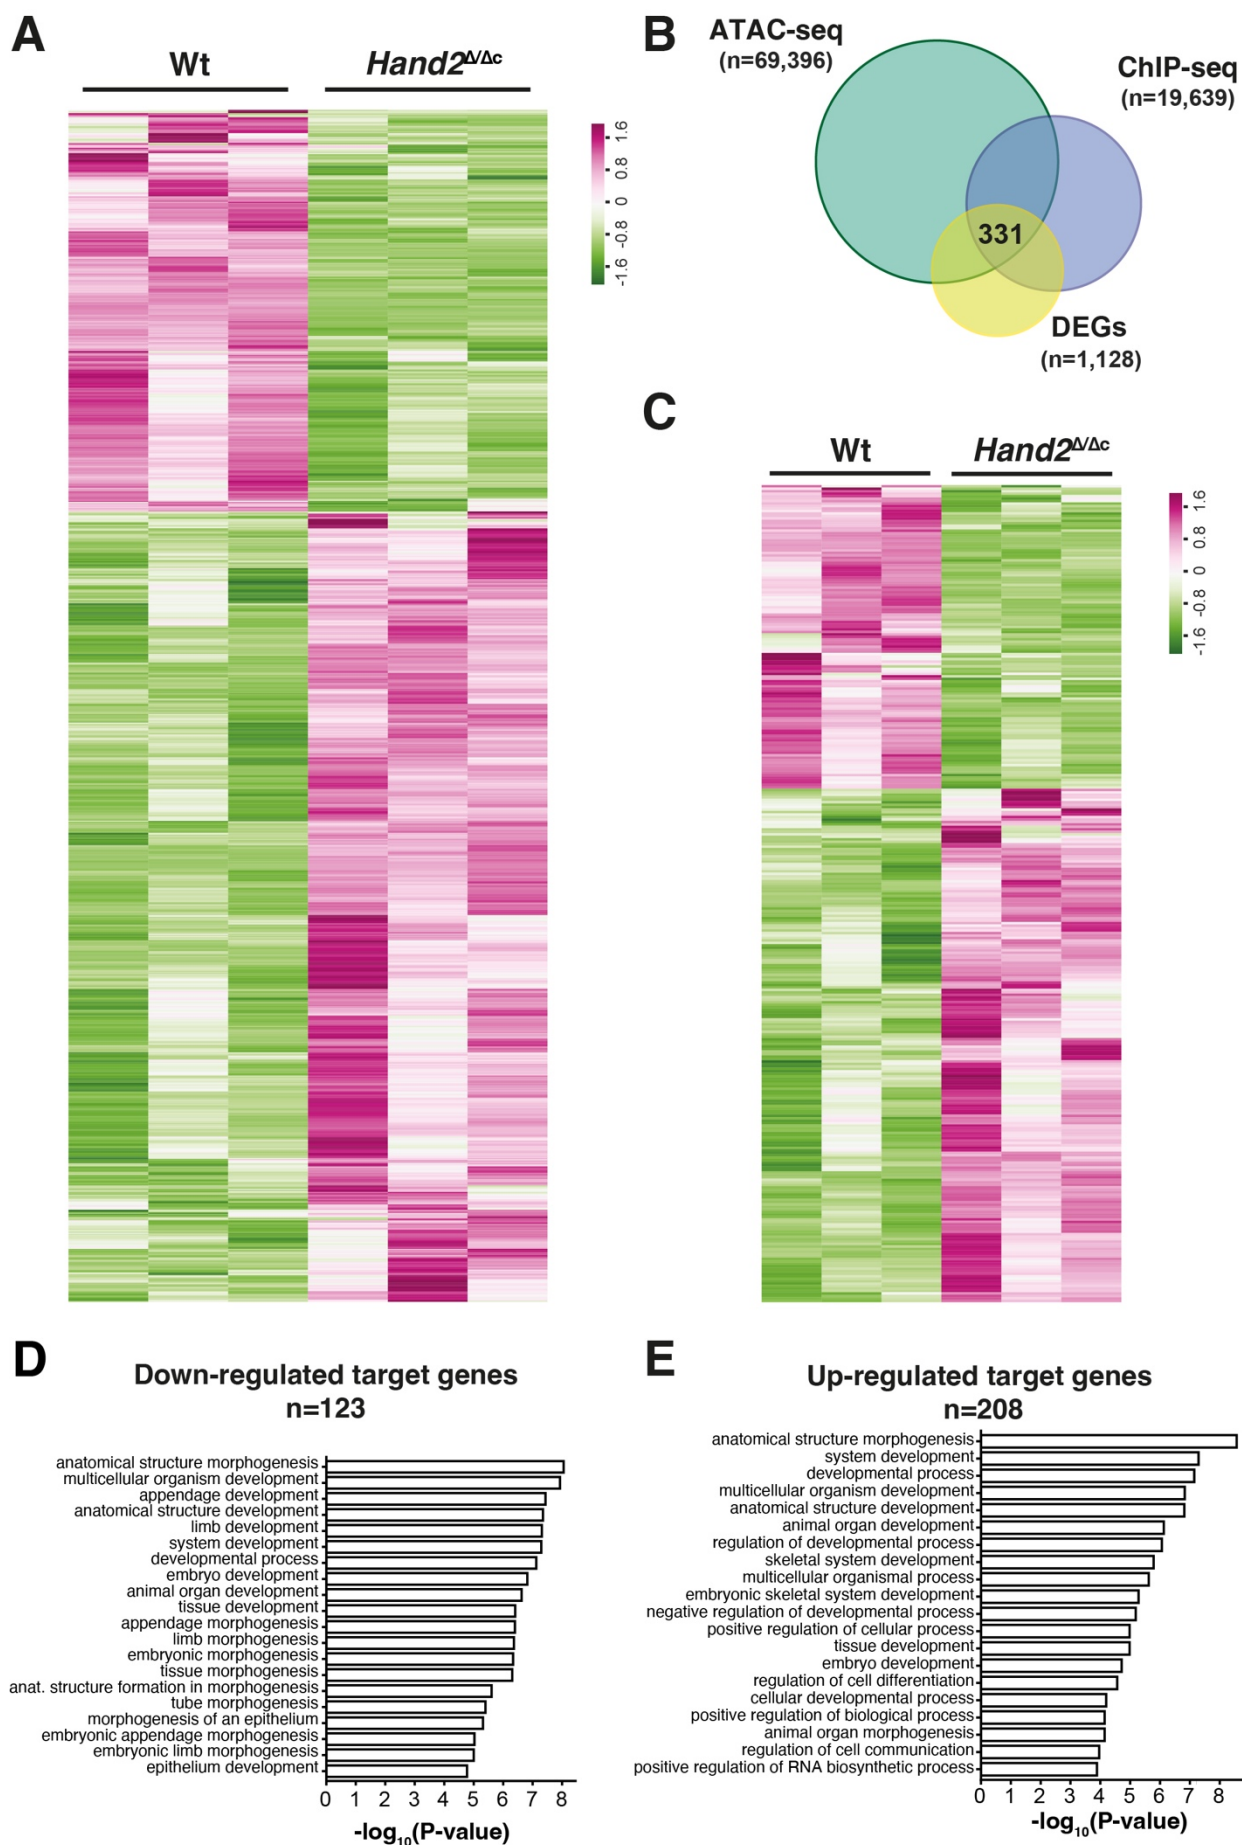 A
Wt
Hand2Δ/Δc
1.6
0.8
0
-0.8
-1.6
B
ATAC-seq
(n=69,396)
ChIP-seq
(n=19,639)
331
DEGs
(n=1,128)
C
Wt
Hand2Δ/Δc
1.6
0.8
0
-0.8
-1.6
D
Down-regulated target genes
n=123
anatomical structure morphogenesis
multicellular organism development
appendage development
anatomical structure development
limb development
system development
developmental process
embryo development
animal organ development
tissue development
appendage morphogenesis
limb morphogenesis
embryonic morphogenesis
tissue morphogenesis
anat. structure formation in morphogenesis
tube morphogenesis
morphogenesis of an epithelium
embryonic appendage morphogenesis
embryonic limb morphogenesis
epithelium development
0 1 2 3 4 5 6 7 8
-log10(P-value)
E
Up-regulated target genes
n=208
anatomical structure morphogenesis
system development
developmental process
multicellular organism development
anatomical structure development
animal organ development
regulation of developmental process
skeletal system development
multicellular organismal process
embryonic skeletal system development
negative regulation of developmental process
positive regulation of cellular process
tissue development
embryo development
regulation of cell differentiation
cellular developmental process
positive regulation of biological process
animal organ morphogenesis
regulation of cell communication
positive regulation of RNA biosynthetic process
0 1 2 3 4 5 6 7 8
-log10(P-value)